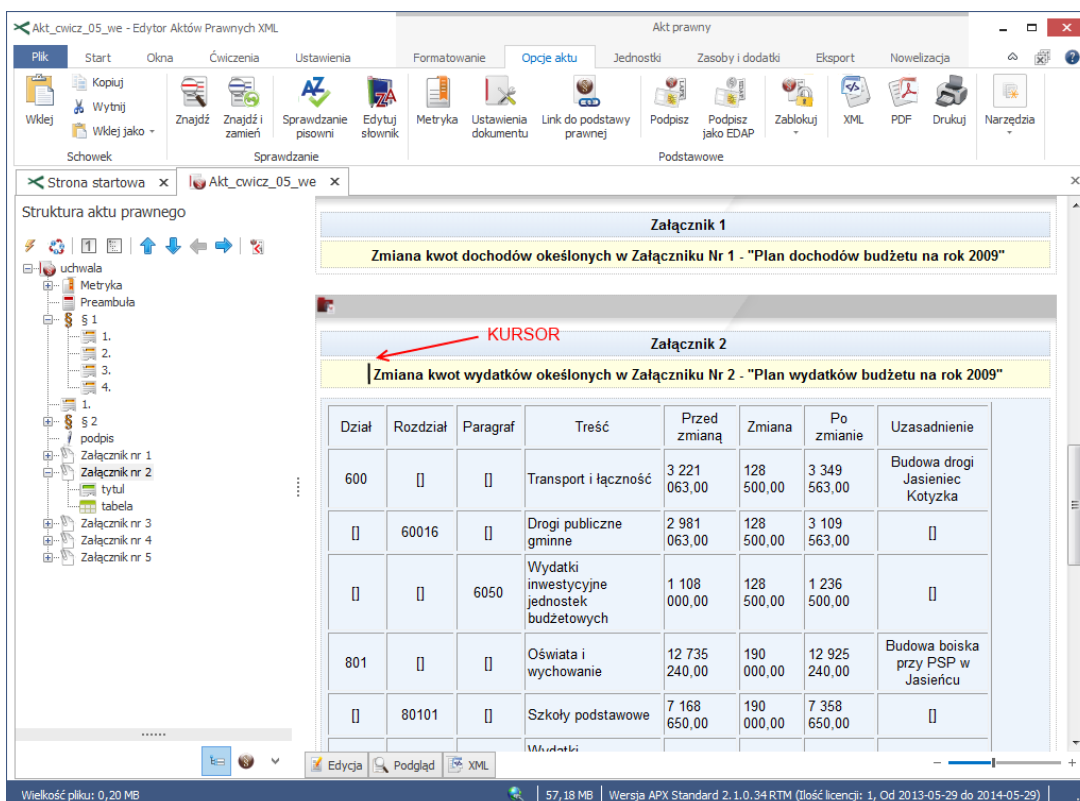 Akt_cwicz_05_we - Edytor Aktów Prawnych XML
Akt prawny
Plik Start Okna Ćwiczenia Ustawienia Formatowanie Opcje aktu Jednostki Zasoby i dodatki Eksport Nowelizacja
Wklej
Kopiuj
Wytnij
Wklej jako
Schowek
Znajdź
Znajdź i
zamień
Sprawdzanie
pisowni
Edytuj
słownik
Sprawdzanie
Metryka
Ustawienia
dokumentu
Link do podstawy
prawnej
Podpisz
Podpisz
jako EDAP
Zablokuj
XML
PDF
Drukuj
Podstawowe
Narzędzia
Strona startowa
Akt_cwicz_05_we
Struktura aktu prawnego
uchwala
Metryka
Preambuła
§ 1
1.
2.
3.
4.
1.
§ 2
podpis
Załącznik nr 1
Załącznik nr 2
tytul
tabela
Załącznik nr 3
Załącznik nr 4
Załącznik nr 5
Załącznik 1
Zmiana kwot dochodów okeślonych w Załączniku Nr 1 - "Plan dochodów budżetu na rok 2009"
KURSOR
Załącznik 2
Zmiana kwot wydatków okeślonych w Załączniku Nr 2 - "Plan wydatków budżetu na rok 2009"
Dział Rozdział Paragraf Treść Przed zmianą Zmiana Po zmianie Uzasadnienie
600 [] [] Transport i łączność 3 221 063,00 128 500,00 3 349 563,00 Budowa drogi Jasieniec Kotyzka
[] 60016 [] Drogi publiczne gminne 2 981 063,00 128 500,00 3 109 563,00 []
[] [] 6050 Wydatki inwestycyjne jednostek budżetowych 1 108 000,00 128 500,00 1 236 500,00 []
801 [] [] Oświata i wychowanie 12 735 240,00 190 000,00 12 925 240,00 Budowa boiska przy PSP w Jasieńcu
[] 80101 [] Szkoły podstawowe 7 168 650,00 190 000,00 7 358 650,00 []
Wydatki
Edycja Podgląd XML
Wielkość pliku: 0,20 MB
57,18 MB Wersja APX Standard 2.1.0.34 RTM (Ilość licencji: 1, Od 2013-05-29 do 2014-05-29)